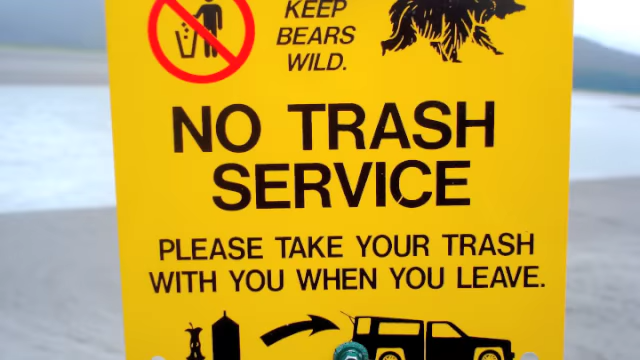 KEEP
BEARS
WILD.
NO TRASH
SERVICE
PLEASE TAKE YOUR TRASH
WITH YOU WHEN YOU LEAVE.